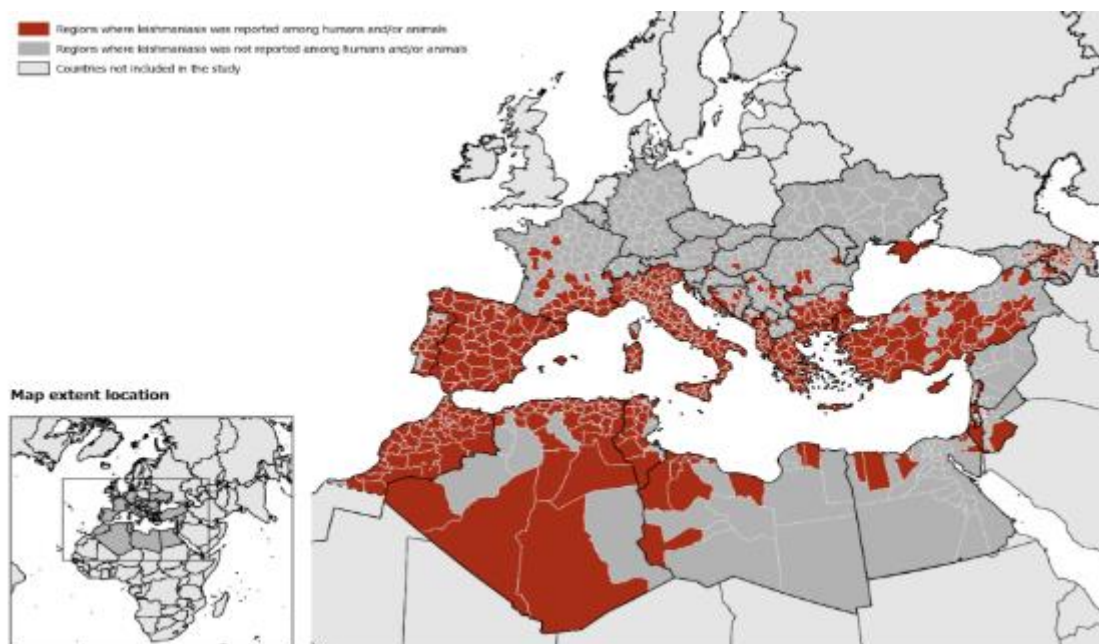 Regions where leishmaniasis was reported among humans and/or animals
Regions where leishmaniasis was not reported among humans and/or animals
Countries not included in the study
Map extent location